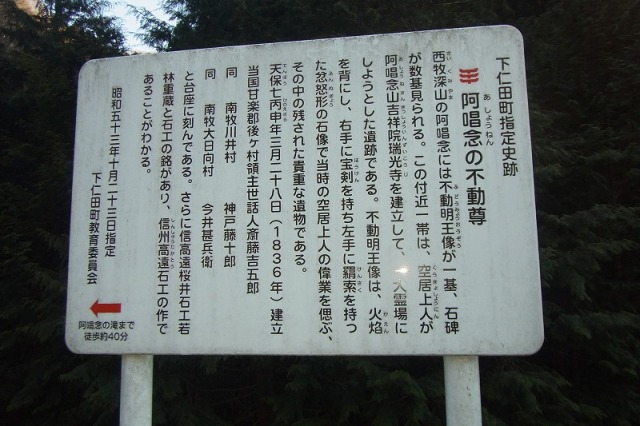 下仁田町指定史跡
阿唱念の不動尊
あしょうねん
西牧深山の阿唱念には不動明王像が一基、石碑
が数基見られる。この付近一帯は、空居上人が
阿唱念山吉祥院瑞光寺を建立して、大霊場に
しようとした遺跡である。不動明王像は、火焔
を背にし、右手に宝剣を持ち左手に羂索を持っ
た忿怒形の石像で当時の空居上人の偉業を偲ぶ、
その中の残された貴重な遺物である。
天保七丙申年三月二十八日(1836年)建立
当国甘楽郡後ヶ村領主世話人斎藤吉五郎
同 南牧川井村 神戸藤十郎
同 南牧大日向村 今井甚兵衛
と台座に刻んである。さらに信高遠桜井石工若
林重蔵と石工の銘があり、信州高遠石工の作で
あることがわかる。
昭和五十三年十月二十三日指定
下仁田町教育委員会
阿唱念の滝まで
徒歩約40分